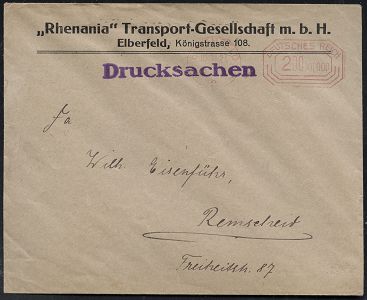 „Rhenania“ Transport-Gesellschaft m. b. H.
Elberfeld, Königstrasse 108.
DEUTSCHES REICH
Drucksachen
Fa
Wilh. Eisenführ,
Remscheid
Freiheitstr. 87